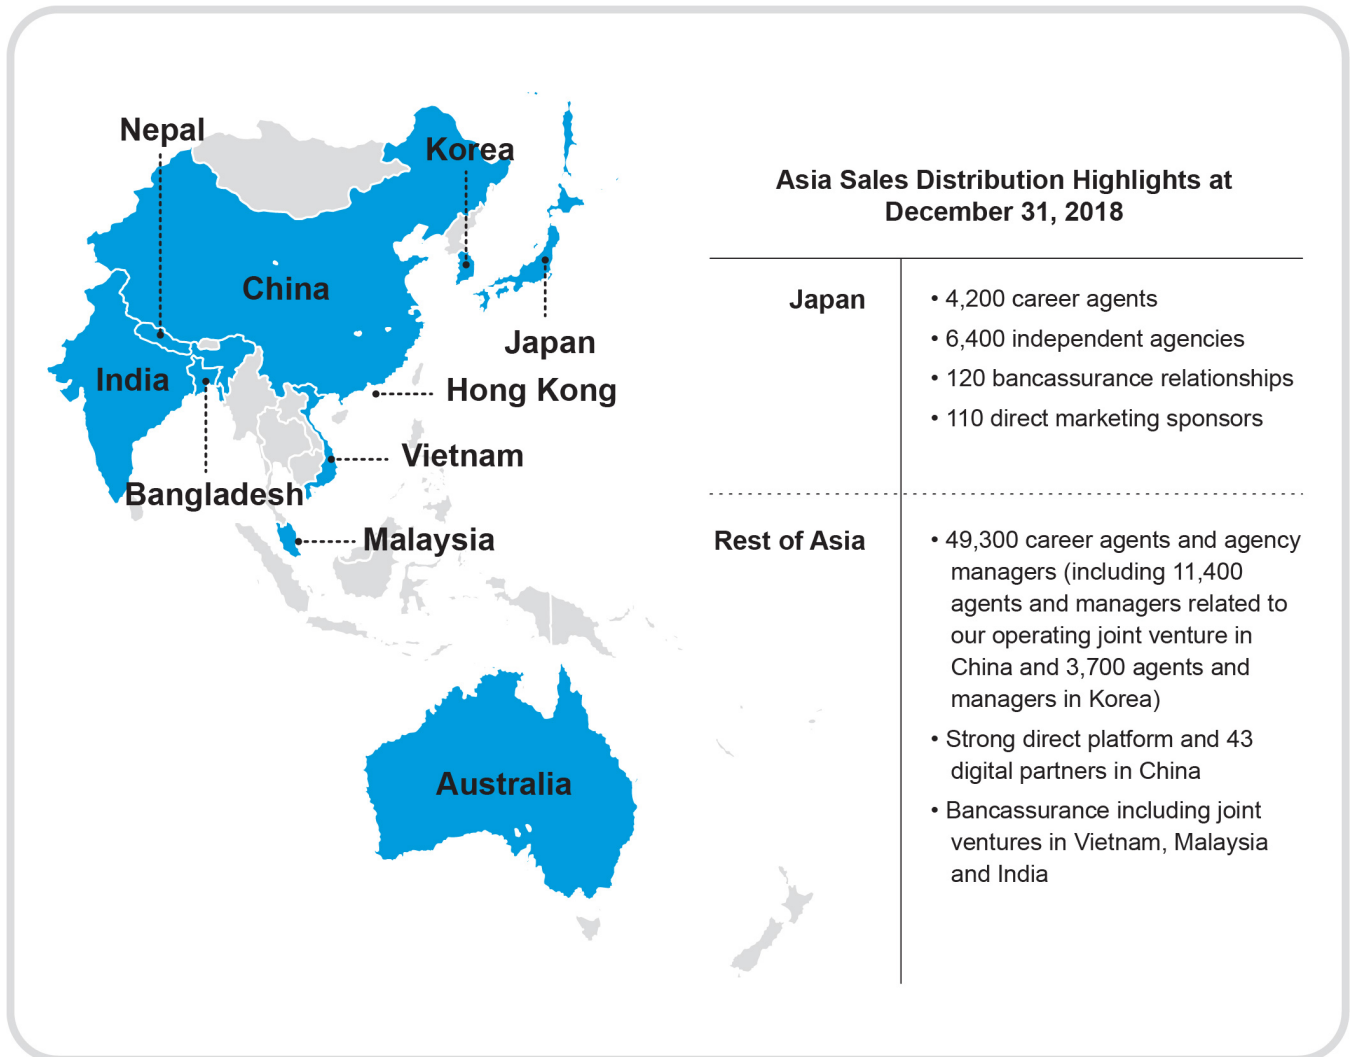 Nepal
Korea
China
Japan
India
Hong Kong
Vietnam
Bangladesh
Malaysia
Australia
Asia Sales Distribution Highlights at
December 31, 2018
Japan
• 4,200 career agents
• 6,400 independent agencies
• 120 bancassurance relationships
• 110 direct marketing sponsors
Rest of Asia
• 49,300 career agents and agency
managers (including 11,400
agents and managers related to
our operating joint venture in
China and 3,700 agents and
managers in Korea)
• Strong direct platform and 43
digital partners in China
• Bancassurance including joint
ventures in Vietnam, Malaysia
and India